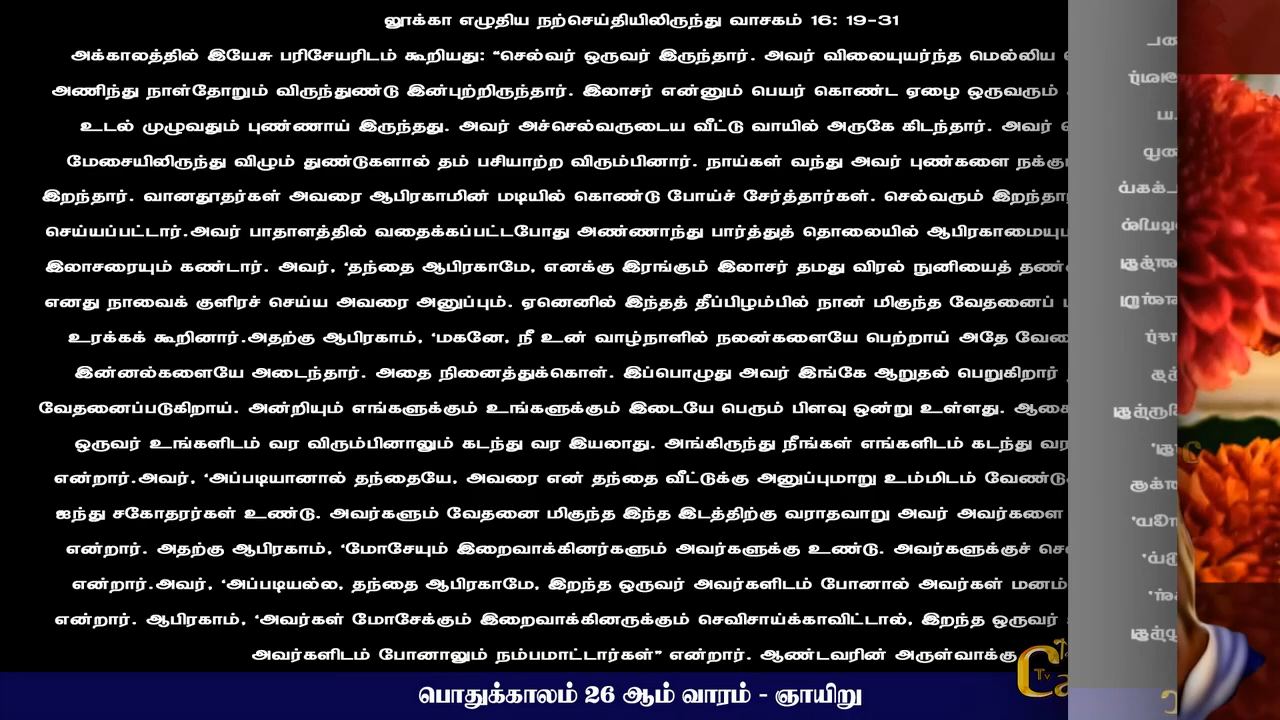 லூக்கா எழுதிய நற்செய்தியிலிருந்து வாசகம் 16: 19-31
அக்காலத்தில் இயேசு பரிசேயரிடம் கூறியது: “செல்வர் ஒருவர் இருந்தார். அவர் விலையுயர்ந்த மெல்லிய
அணிந்து நாள்தோறும் விருந்துண்டு இன்புற்றிருந்தார். இலாசர் என்னும் பெயர் கொண்ட ஏழை ஒருவரும்
உடல் முழுவதும் புண்ணாய் இருந்தது. அவர் அச்செல்வருடைய வீட்டு வாயில் அருகே கிடந்தார். அவர்
மேசையிலிருந்து விழும் துண்டுகளால் தம் பசியாற்ற விரும்பினார். நாய்கள் வந்து அவர் புண்களை
இறந்தார். வானதூதர்கள் அவரை ஆபிரகாமின் மடியில் கொண்டு போய்ச் சேர்த்தார்கள். செல்வரும்
செய்யப்பட்டார்.அவர் பாதாளத்தில் வதைக்கப்பட்டபோது அண்ணாந்து பார்த்துத் தொலையில்
இலாசரையும் கண்டார். அவர், ‘தந்தை ஆபிரகாமே, எனக்கு இரங்கும் இலாசர் தமது விரல் நுனியைத்
எனது நாவைக் குளிரச் செய்ய அவரை அனுப்பும். ஏனெனில் இந்தத் தீப்பிழம்பில் நான் மிகுந்த வேதனைப்
உரக்கக் கூறினார்.அதற்கு ஆபிரகாம், ‘மகனே, நீ உன் வாழ்நாளில் நலன்களையே பெற்றாய் அதே
இன்னல்களையே அடைந்தார். அதை நினைத்துக்கொள். இப்பொழுது அவர் இங்கே ஆறுதல் பெறுகிறார்
வேதனைப்படுகிறாய். அன்றியும் எங்களுக்கும் உங்களுக்கும் இடையே பெரும் பிளவு ஒன்று உள்ளது.
ஒருவர் உங்களிடம் வர விரும்பினாலும் கடந்து வர இயலாது. அங்கிருந்து நீங்கள் எங்களிடம் கடந்து வர
என்றார்.அவர், ‘அப்படியானால் தந்தையே, அவரை என் தந்தை வீட்டுக்கு அனுப்புமாறு உம்மிடம்
ஐந்து சகோதரர்கள் உண்டு. அவர்களும் வேதனை மிகுந்த இந்த இடத்திற்கு வராதவாறு அவர் அவர்களை
என்றார். அதற்கு ஆபிரகாம், ‘மோசேயும் இறைவாக்கினர்களும் அவர்களுக்கு உண்டு. அவர்களுக்குச்
என்றார்.அவர், ‘அப்படியல்ல, தந்தை ஆபிரகாமே, இறந்த ஒருவர் அவர்களிடம் போனால் அவர்கள் மனம்
என்றார். ஆபிரகாம், ‘அவர்கள் மோசேக்கும் இறைவாக்கினருக்கும் செவிசாய்க்காவிட்டால், இறந்த ஒருவர்
அவர்களிடம் போனாலும் நம்பமாட்டார்கள்” என்றார். ஆண்டவரின் அருள்வாக்கு
பொதுக்காலம் 26 ஆம் வாரம் - ஞாயிறு